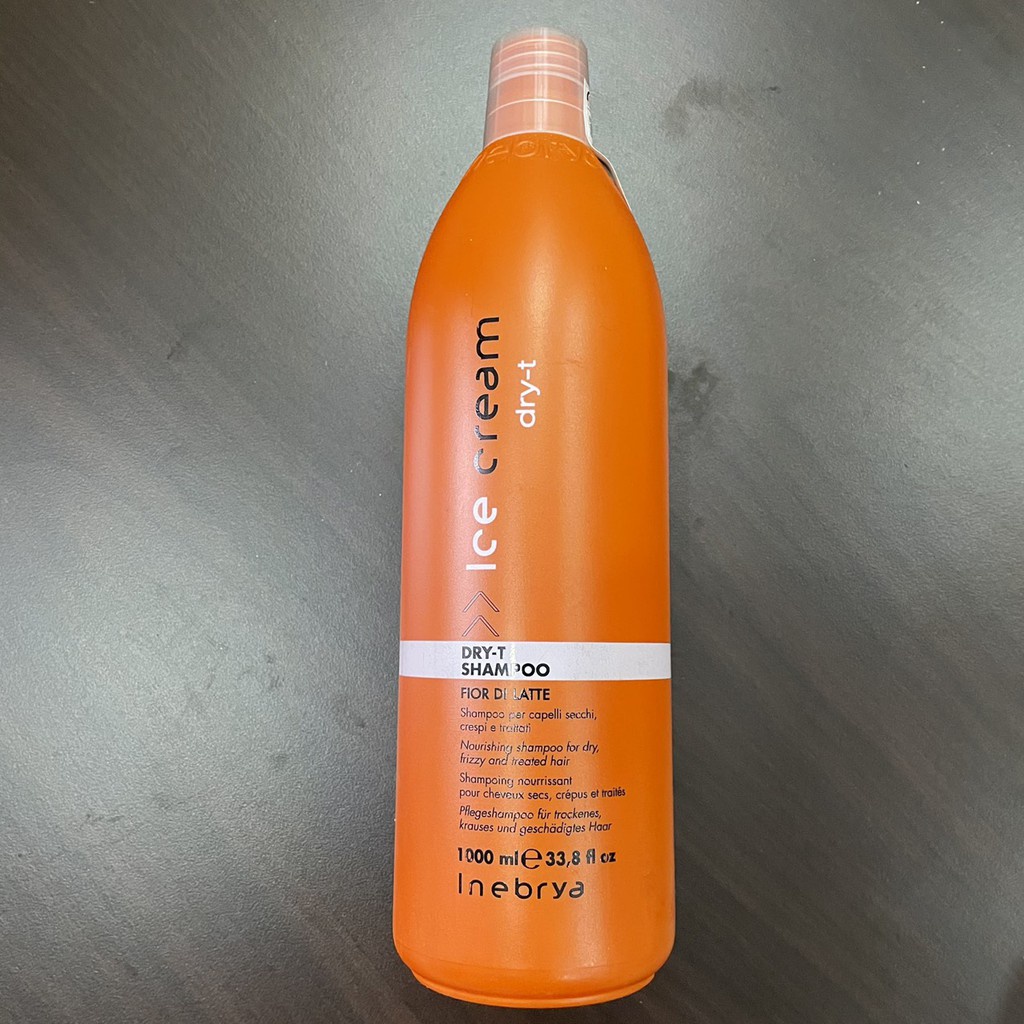 Ice cream
dry-t
DRY-T
SHAMPOO
FIOR DI LATTE
Shampoo per capelli secchi,
crespi e trattati
Nourishing shampoo for dry,
frizzy and treated hair
Shampoing nourrissant
pour cheveux secs, crépus et traités
Pflegeshampoo für trockenes,
krauses und geschädigtes Haar
1000 ml e 33,8 fl oz
Inebrya